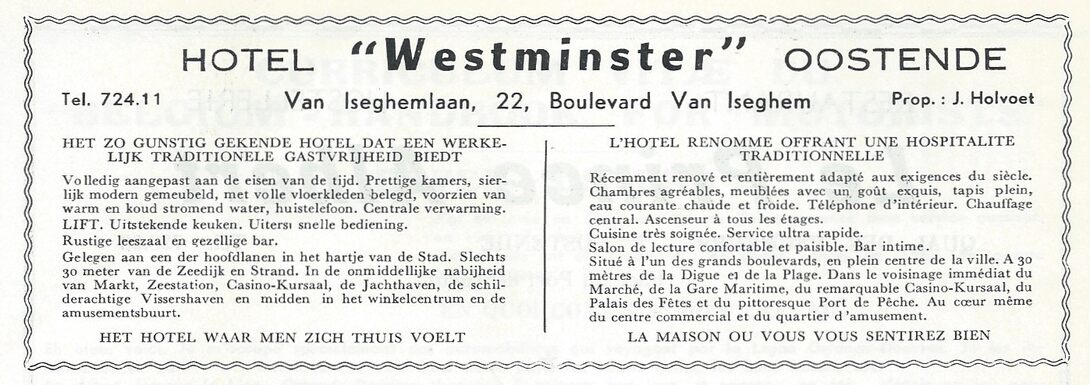 HOTEL "Westminster" OOSTENDE
Tel. 724.11 Van Iseghemlaan, 22, Boulevard Van Iseghem Prop. : J. Holvoet
HET ZO GUNSTIG GEKENDE HOTEL DAT EEN WERKE-
LIJK TRADITIONELE GASTVRIJHEID BIEDT
Volledig aangepast aan de eisen van de tijd. Prettige kamers, sier-
lijk modern gemeubeld, met volle vloerkleden belegd, voorzien van
warm en koud stromend water, huistelefoon. Centrale verwarming.
LIFT. Uitstekende keuken. Uiterst snelle bediening.
Rustige leeszaal en gezellige bar.
Gelegen aan een der hoofdlanen in het hartje van de Stad. Slechts
30 meter van de Zeedijk en Strand. In de onmiddellijke nabijheid
van Markt, Zeestation, Casino-Kursaal, de Jachthaven, de schil-
derachtige Vissershaven en midden in het winkelcentrum en de
amusementsbuurt.
HET HOTEL WAAR MEN ZICH THUIS VOELT
L'HOTEL RENOMME OFFRANT UNE HOSPITALITE
TRADITIONNELLE
Récemment renové et entièrement adapté aux exigences du siècle.
Chambres agréables, meublées avec un goût exquis, tapis plein,
eau courante chaude et froide. Téléphone d'intérieur. Chauffage
central. Ascenseur à tous les étages.
Cuisine très soignée. Service ultra rapide.
Salon de lecture confortable et paisible. Bar intime.
Situé à l'un des grands boulevards, en plein centre de la ville. A 30
mètres de la Digue et de la Plage. Dans le voisinage immédiat du
Marché, de la Gare Maritime, du remarquable Casino-Kursaal, du
Palais des Fêtes et du pittoresque Port de Pêche. Au cœur même
du centre commercial et du quartier d'amusement.
LA MAISON OU VOUS VOUS SENTIREZ BIEN